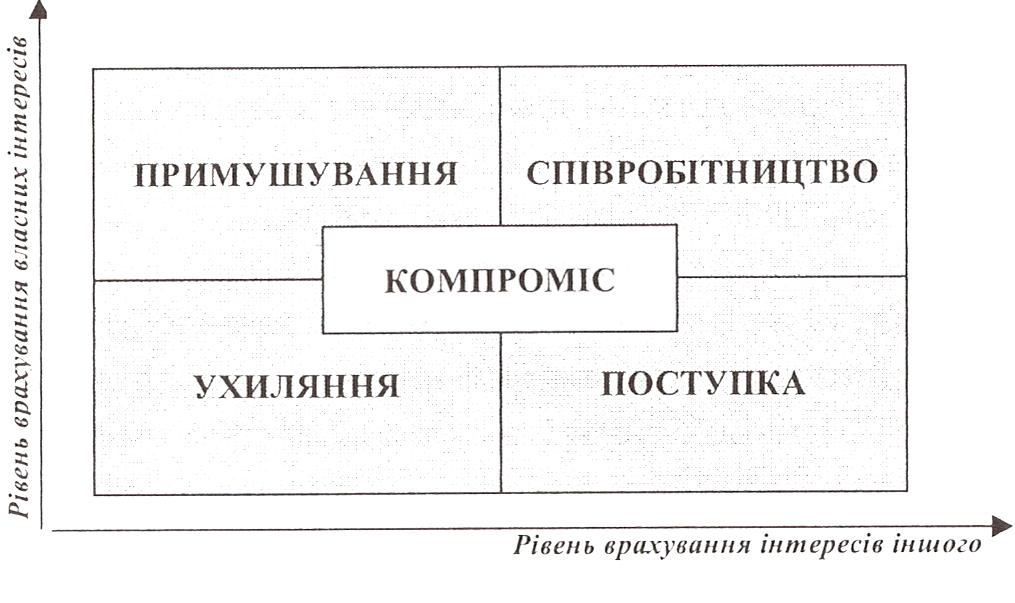 Рівень врахування власних інтересів
ПРИМУШУВАННЯ
СПІВРОБІТНИЦТВО
КОМПРОМІС
УХИЛЯННЯ
ПОСТУПКА
Рівень врахування інтересів іншого